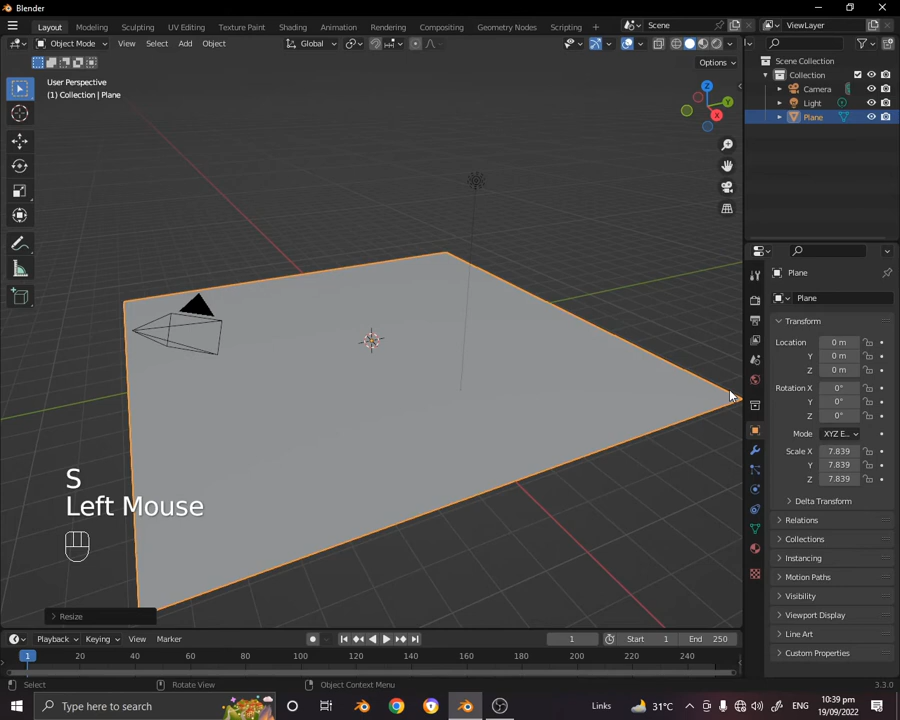 Blender
Layout Modeling Sculpting UV Editing Texture Paint Shading Animation Rendering Compositing Geometry Nodes Scripting + Scene ViewLayer
Object Mode View Select Add Object Global
Options
User Perspective
(1) Collection | Plane
Z
Y
X
Scene Collection
Collection
Camera
Light
Plane
Plane
Plane
Transform
Location X 0 m
Y 0 m
Z 0 m
Rotation X 0°
Y 0°
Z 0°
Mode XYZ E...
Scale X 7.839
Y 7.839
Z 7.839
Delta Transform
Relations
Collections
Instancing
Motion Paths
Visibility
Viewport Display
Line Art
Custom Properties
S
Left Mouse
Resize
Playback Keying View Marker 1 Start 1 End 250
1 20 40 60 80 100 120 140 160 180 200 220 240
Select Rotate View Object Context Menu 3.3.0
Type here to search Links 31°C ENG 10:39 pm
19/09/2022